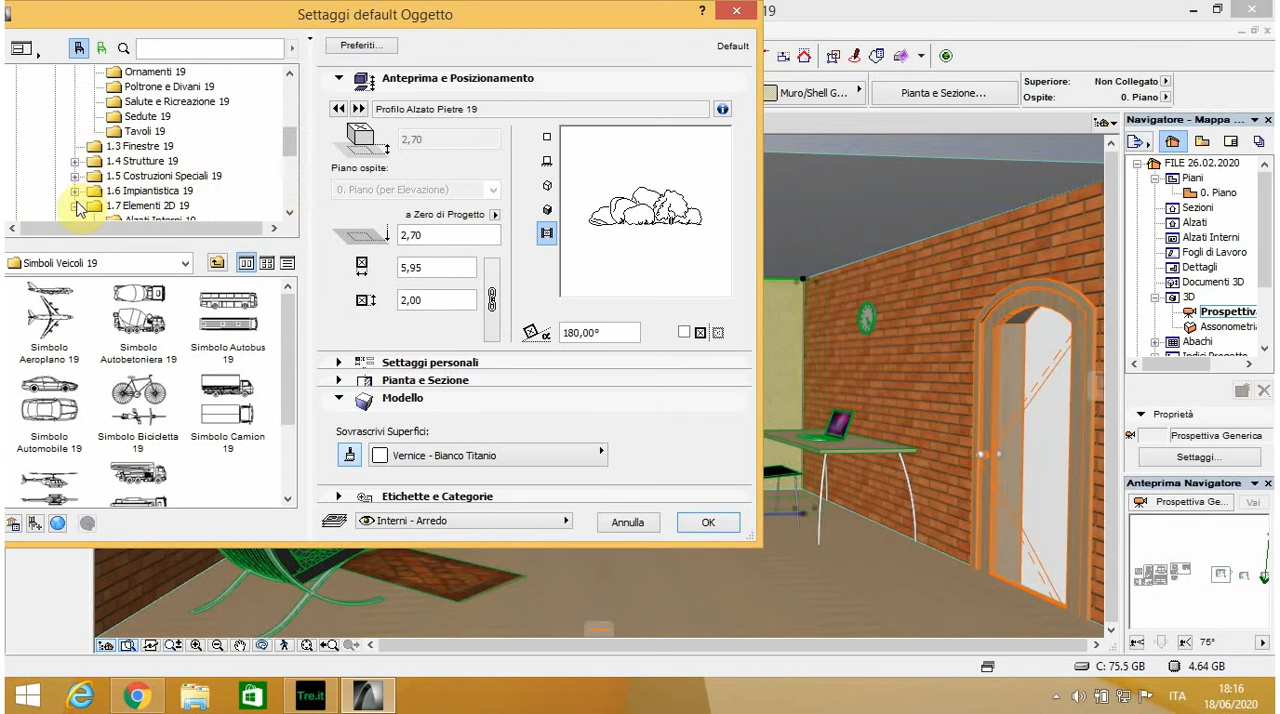 Settaggi default Oggetto
?
19
Preferiti...
Default
Anteprima e Posizionamento
Profilo Alzato Pietre 19
2,70
Piano ospite:
0. Piano (per Elevazione)
a Zero di Progetto
2,70
5,95
2,00
180,00°
Settaggi personali
Pianta e Sezione
Modello
Sovrascrivi Superfici:
Vernice - Bianco Titanio
Etichette e Categorie
Interni - Arredo
Annulla
OK
Ornamenti 19
Poltrone e Divani 19
Salute e Ricreazione 19
Sedute 19
Tavoli 19
1.3 Finestre 19
1.4 Strutture 19
1.5 Costruzioni Speciali 19
1.6 Impiantistica 19
1.7 Elementi 2D 19
Alzati Interni 19
Simboli Veicoli 19
Simbolo Aeroplano 19
Simbolo Autobetoniera 19
Simbolo Autobus 19
Simbolo Automobile 19
Simbolo Bicicletta 19
Simbolo Camion 19
Muro/Shell G...
Pianta e Sezione...
Superiore: Non Collegato
Ospite: 0. Piano
Navigatore - Mappa ...
FILE 26.02.2020
Piani
0. Piano
Sezioni
Alzati
Alzati Interni
Fogli di Lavoro
Dettagli
Documenti 3D
3D
Prospettiv
Assonometri
Abachi
Indici Progetto
Proprietà
Prospettiva Generica
Settaggi...
Anteprima Navigatore
Prospettiva Ge...
Vai
75°
C: 75.5 GB
4.64 GB
Tre.it
ITA
18:16
18/06/2020